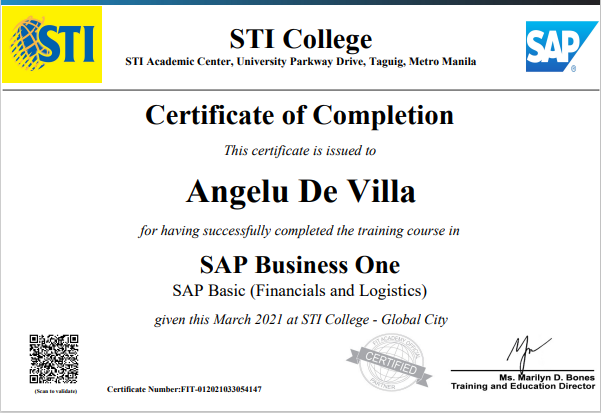 STI
STI College
STI Academic Center, University Parkway Drive, Taguig, Metro Manila
SAP
®
Certificate of Completion
This certificate is issued to
Angelu De Villa
for having successfully completed the training course in
SAP Business One
SAP Basic (Financials and Logistics)
given this March 2021 at STI College - Global City
CERTIFIED
PARTNER
(Scan to validate)
Certificate Number:FIT-012021033054147
Ms. Marilyn D. Bones
Training and Education Director